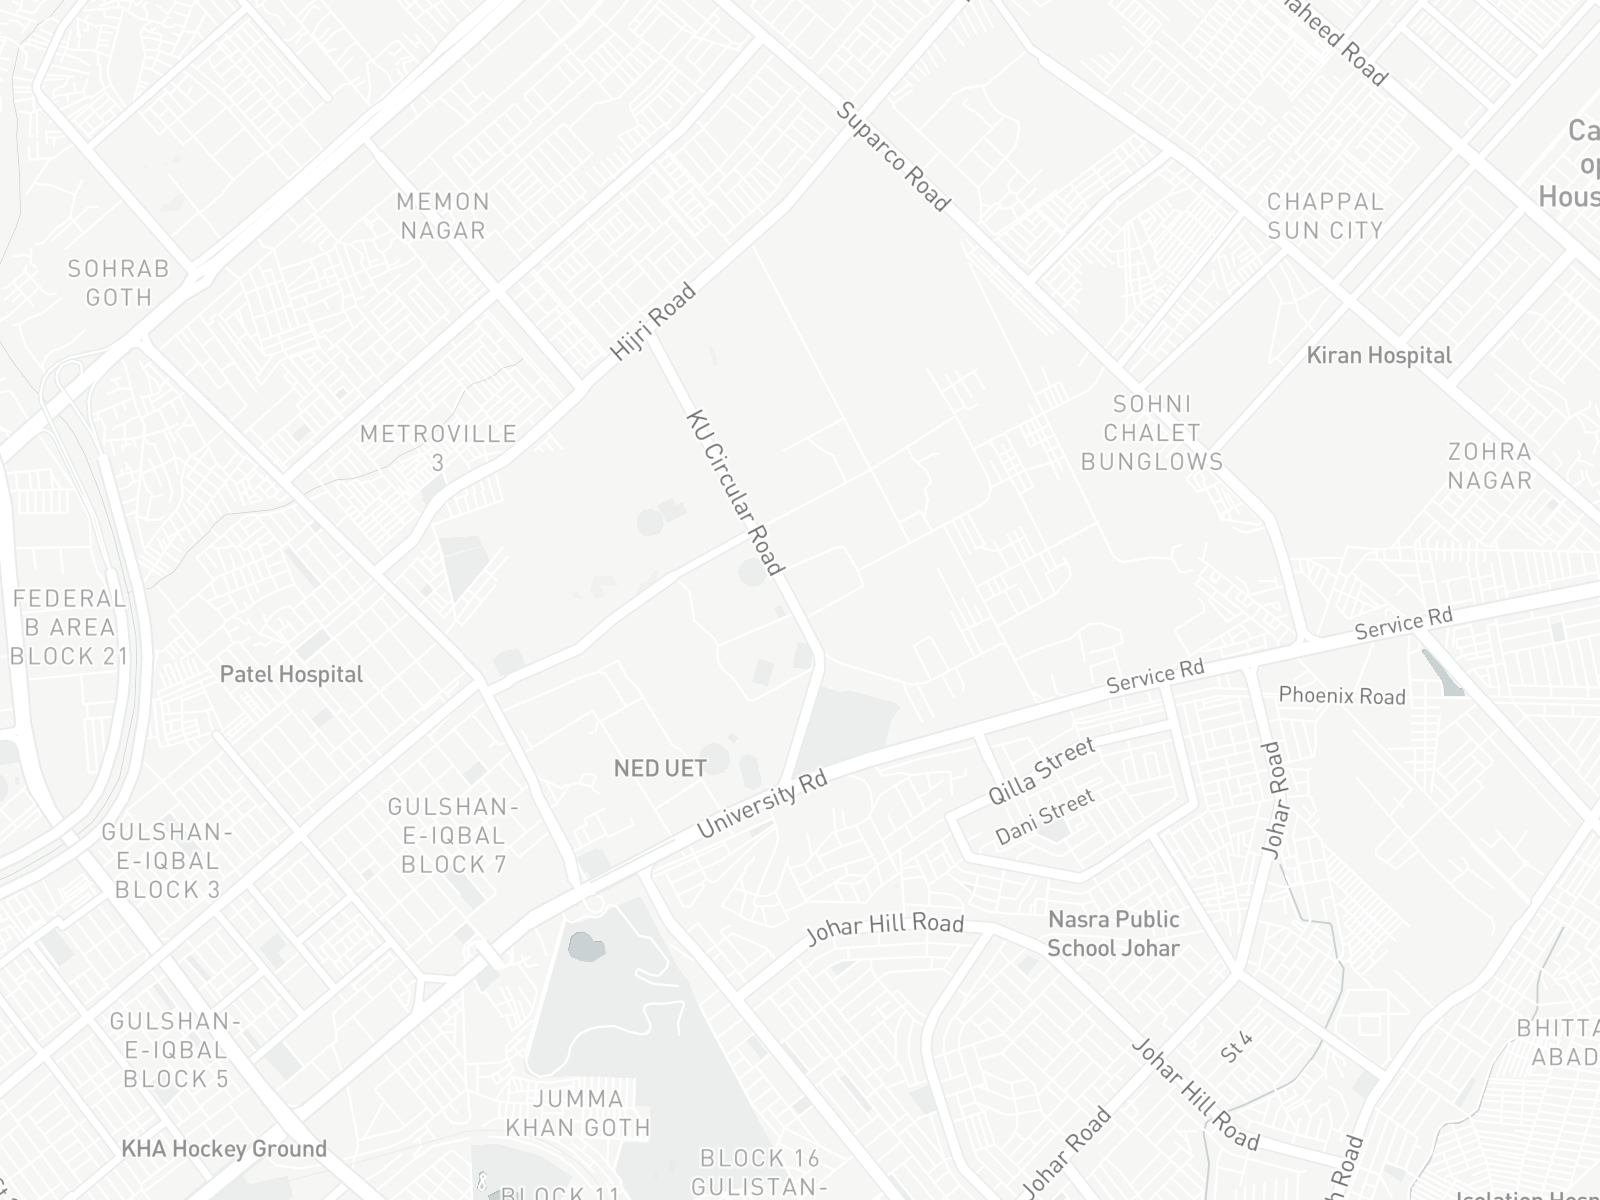 Road
Suparco Road
Ca
Hous
MEMON
NAGAR
CHAPPAL
SUN CITY
SOHRAB
GOTH
Hijri Road
Kiran Hospital
METROVILLE
3
KU Circular Road
SOHNI
CHALET
BUNGLOWS
ZOHRA
NAGAR
FEDERAL
B AREA
BLOCK 21
Service Rd
Patel Hospital
Service Rd
Phoenix Road
NED UET
Qilla Street
Johar Road
University Rd
Dani Street
GULSHAN-
E-IQBAL
BLOCK 7
GULSHAN-
E-IQBAL
BLOCK 3
Johar Hill Road
Nasra Public
School Johar
GULSHAN-
E-IQBAL
BLOCK 5
St 4
BHITTA
ABAD
Johar Hill Road
JUMMA
KHAN GOTH
Johar Road
KHA Hockey Ground
BLOCK 16
GULISTAN-
Road
BLOCK 11